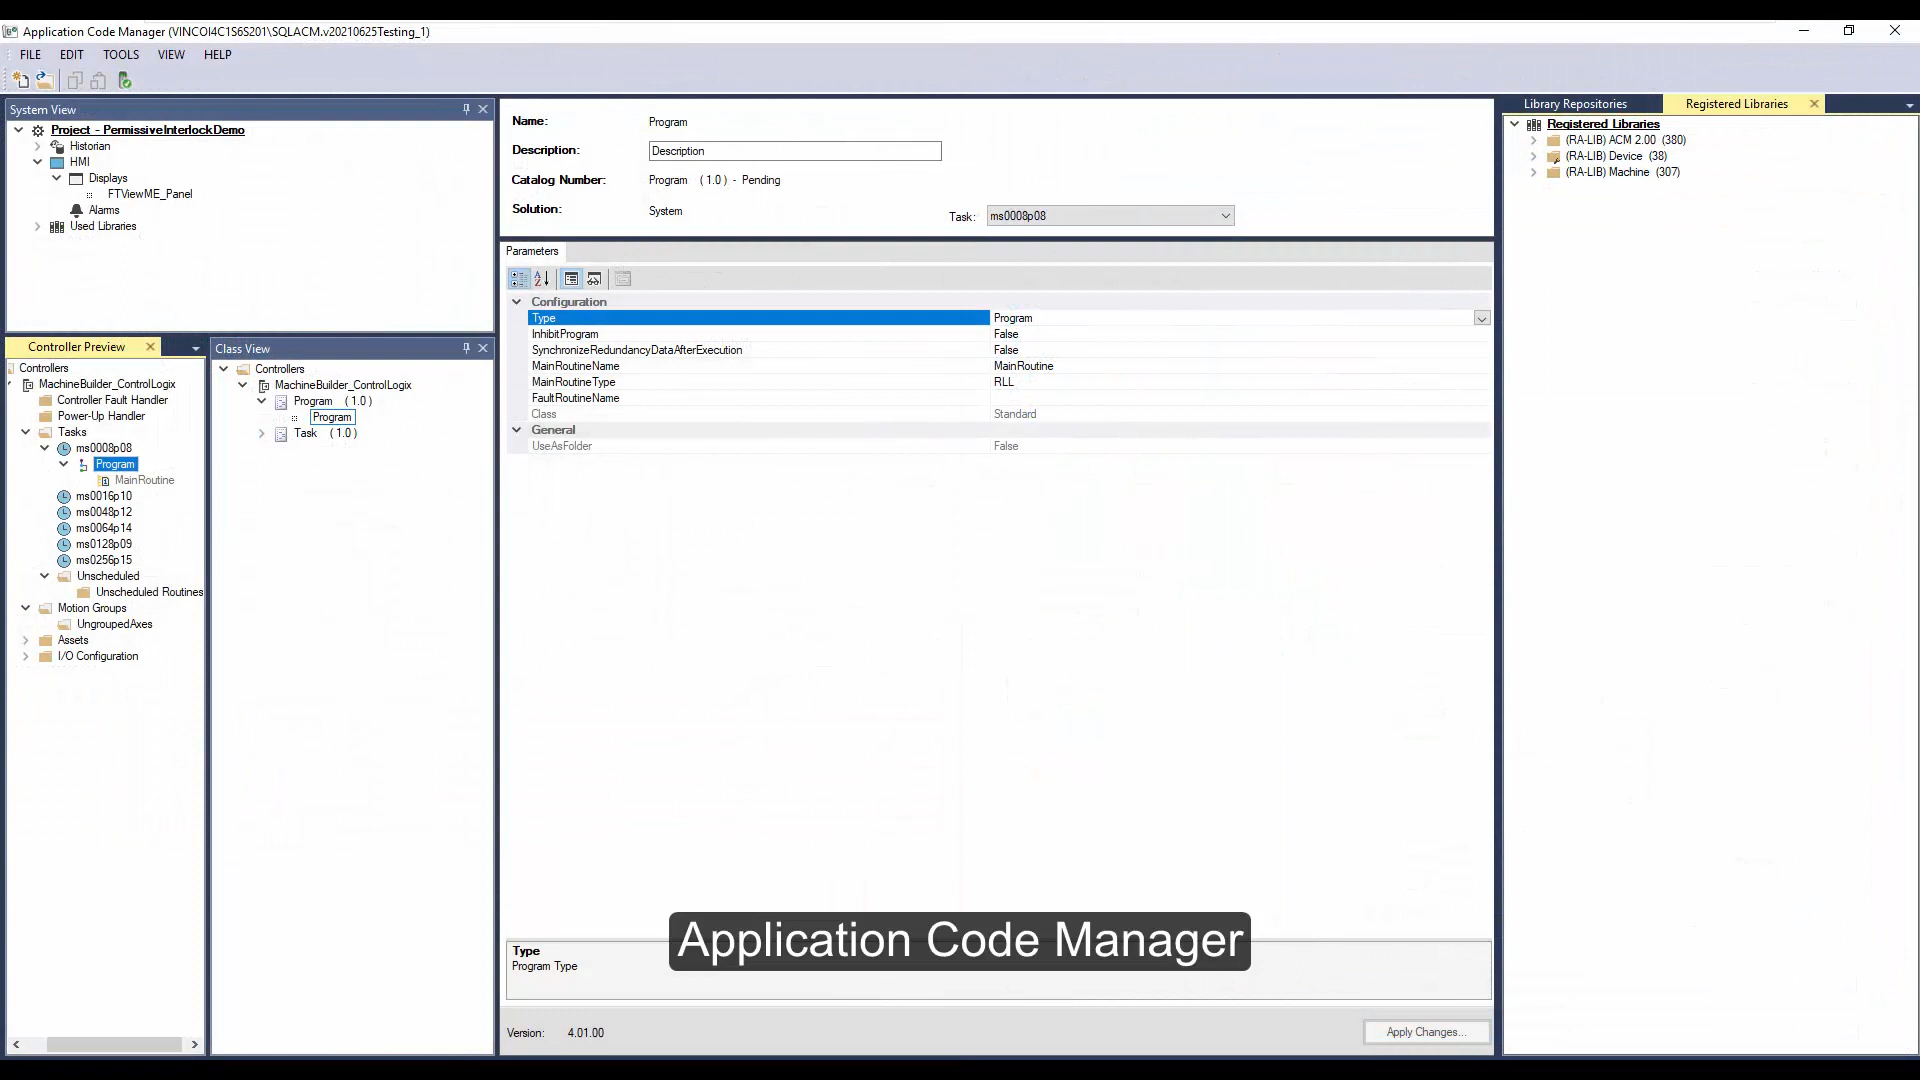 Application Code Manager (VINCOI4C1S6S201\SQLACM.v20210625Testing_1)
FILE EDIT TOOLS VIEW HELP
System View
Project - PermissiveInterlockDemo
Historian
HMI
Displays
FTViewME_Panel
Alarms
Used Libraries
Controller Preview
Controllers
MachineBuilder_ControlLogix
Controller Fault Handler
Power-Up Handler
Tasks
ms0008p08
Program
MainRoutine
ms0016p10
ms0048p12
ms0064p14
ms0128p09
ms0256p15
Unscheduled
Unscheduled Routines
Motion Groups
UngroupedAxes
Assets
I/O Configuration
Class View
Controllers
MachineBuilder_ControlLogix
Program (1.0)
Program
Task (1.0)
Name: Program
Description: Description
Catalog Number: Program (1.0) - Pending
Solution: System Task: ms0008p08
Parameters
Configuration
Type Program
InhibitProgram False
SynchronizeRedundancyDataAfterExecution False
MainRoutineName MainRoutine
MainRoutineType RLL
FaultRoutineName
Class Standard
General
UseAsFolder False
Type
Program Type
Application Code Manager
Version: 4.01.00 Apply Changes...
Library Repositories Registered Libraries
Registered Libraries
(RA-LIB) ACM 2.00 (380)
(RA-LIB) Device (38)
(RA-LIB) Machine (307)